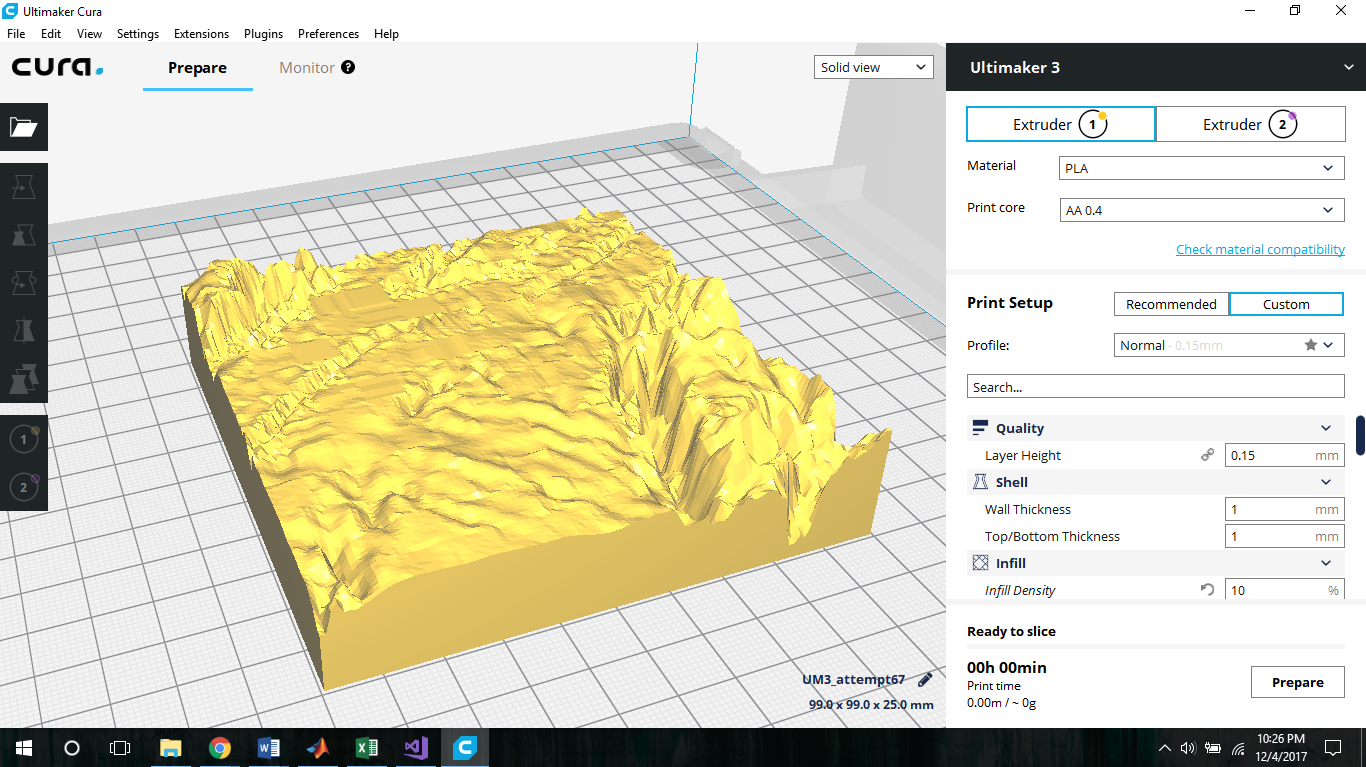 Ultimaker Cura
File Edit View Settings Extensions Plugins Preferences Help
cura.
Prepare
Monitor ?
Solid view
Ultimaker 3
Extruder 1
Extruder 2
Material
PLA
Print core
AA 0.4
Check material compatibility
Print Setup
Recommended
Custom
Profile:
Normal - 0.15mm
Search...
Quality
Layer Height
0.15 mm
Shell
Wall Thickness
1 mm
Top/Bottom Thickness
1 mm
Infill
Infill Density
10 %
1
2
UM3_attempt67
99.0 x 99.0 x 25.0 mm
Ready to slice
00h 00min
Print time
0.00m / ~ 0g
Prepare
10:26 PM
12/4/2017